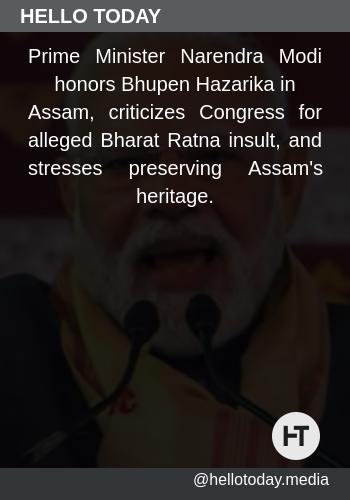 HELLO TODAY
Prime Minister Narendra Modi
honors Bhupen Hazarika in
Assam, criticizes Congress for
alleged Bharat Ratna insult, and
stresses preserving Assam's
heritage.
HT
@hellotoday.media